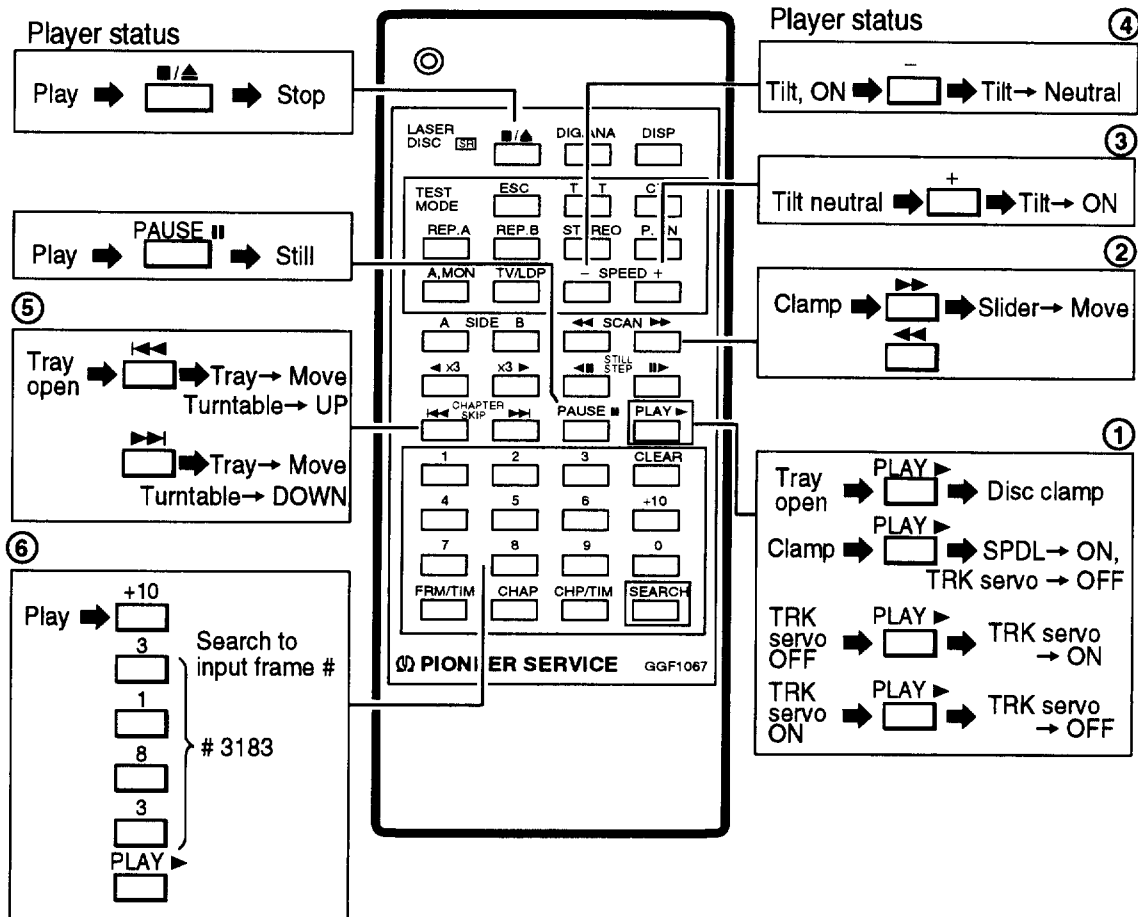 Player status
Play ➡ ■/▲ ➡ Stop
Play ➡ PAUSE ▮▮ ➡ Still
⑤
Tray open ➡ |◀◀ ➡ Tray→ Move
Turntable→ UP
▶▶| ➡ Tray→ Move
Turntable→ DOWN
⑥
Play ➡ +10
3
1
8
3
PLAY ▶
Search to
input frame #
# 3183
LASER DISC SR ■/▲ DIG.ANA DISP
TEST MODE ESC
REP.A REP.B
A,MON TV/LDP − SPEED +
A SIDE B ◀◀ SCAN ▶▶
◀ x3 x3 ▶ ◀▮▮ STILL STEP ▮▮▶
|◀◀ CHAPTER SKIP ▶▶| PAUSE ▮▮ PLAY ▶
1 2 3 CLEAR
4 5 6 +10
7 8 9 0
FRM/TIM CHAP CHP/TIM SEARCH
PIONEER SERVICE GGF1067
Player status
④
Tilt, ON ➡ − ➡ Tilt→ Neutral
③
Tilt neutral ➡ + ➡ Tilt→ ON
②
Clamp ➡ ▶▶ ➡ Slider→ Move
◀◀
①
Tray open ➡ PLAY ▶ ➡ Disc clamp
Clamp ➡ PLAY ▶ ➡ SPDL→ ON,
TRK servo → OFF
TRK servo OFF ➡ PLAY ▶ ➡ TRK servo → ON
TRK servo ON ➡ PLAY ▶ ➡ TRK servo → OFF